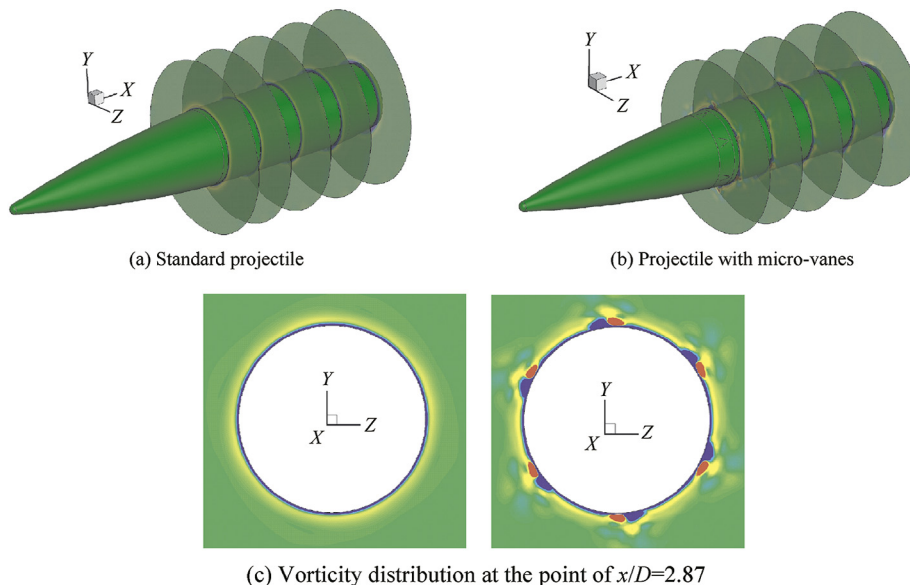 Y
X
Z
Y
X
Z
(a) Standard projectile
(b) Projectile with micro-vanes
Y
X
Z
Y
X
Z
(c) Vorticity distribution at the point of x/D=2.87